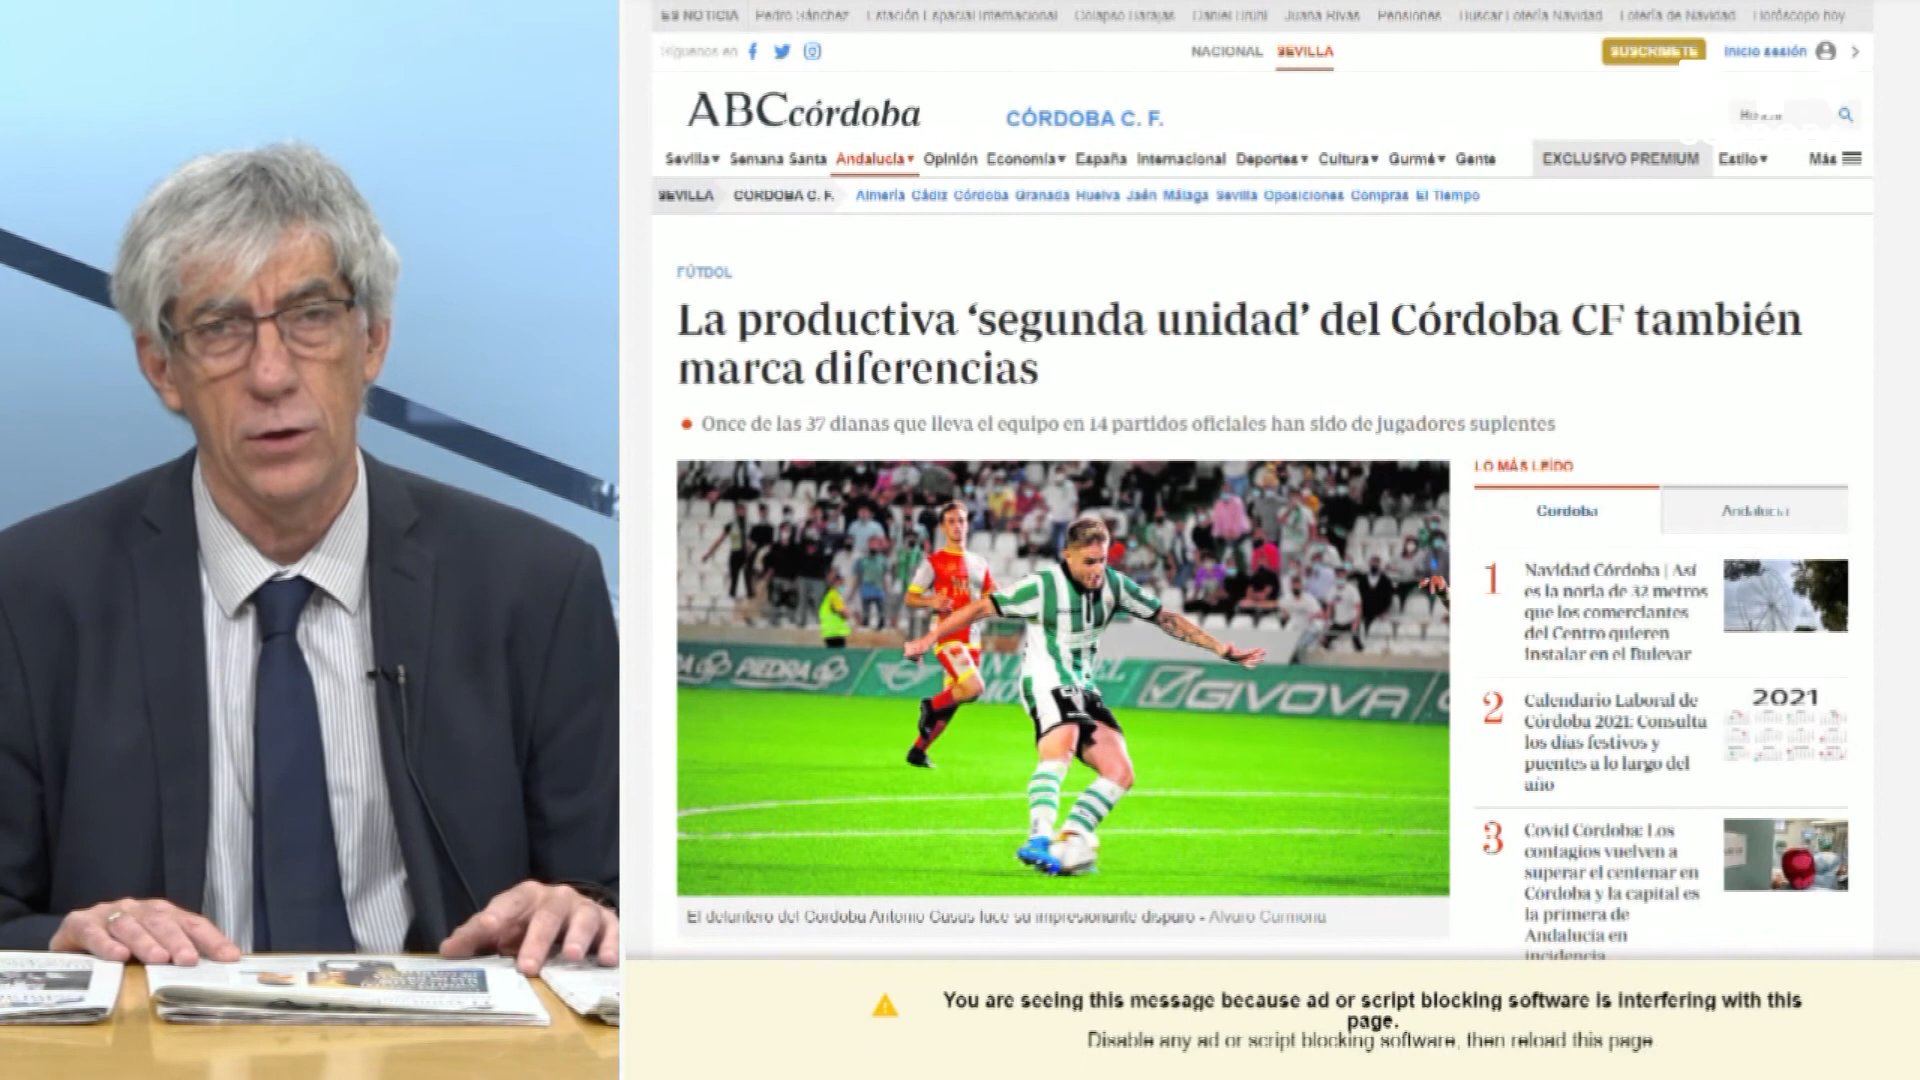 ES NOTICIA Pedro Sánchez Estación Espacial Internacional Colapso Barajas Daniel Brühl Juana Rivas Pensiones Buscar Lotería Navidad Lotería de Navidad Horóscopo hoy
Síguenos en
NACIONAL SEVILLA
SUSCRIBETE Inicio sesión
ABCcórdoba
CÓRDOBA C. F.
Sevilla Semana Santa Andalucía Opinión Economía España Internacional Deportes Cultura Gurmé Gente EXCLUSIVO PREMIUM Estilo Más
SEVILLA CÓRDOBA C. F. Almería Cádiz Córdoba Granada Huelva Jaén Málaga Sevilla Oposiciones Compras El Tiempo
FÚTBOL
La productiva ‘segunda unidad’ del Córdoba CF también
marca diferencias
Once de las 37 dianas que lleva el equipo en 14 partidos oficiales han sido de jugadores suplentes
PIEDRA
GIVOVA
El delantero del Córdoba Antonio Casas luce su impresionante disparo - Álvaro Carmona
LO MÁS LEÍDO
Cordoba Andalucía
1 Navidad Córdoba | Así
es la noria de 32 metros
que los comerciantes
del Centro quieren
instalar en el Bulevar
2 Calendario Laboral de
Córdoba 2021: Consulta
los días festivos y
puentes a lo largo del
año
2021
3 Covid Córdoba: Los
contagios vuelven a
superar el centenar en
Córdoba y la capital es
la primera de
Andalucía en
incidencia
You are seeing this message because ad or script blocking software is interfering with this
page.
Disable any ad or script blocking software, then reload this page